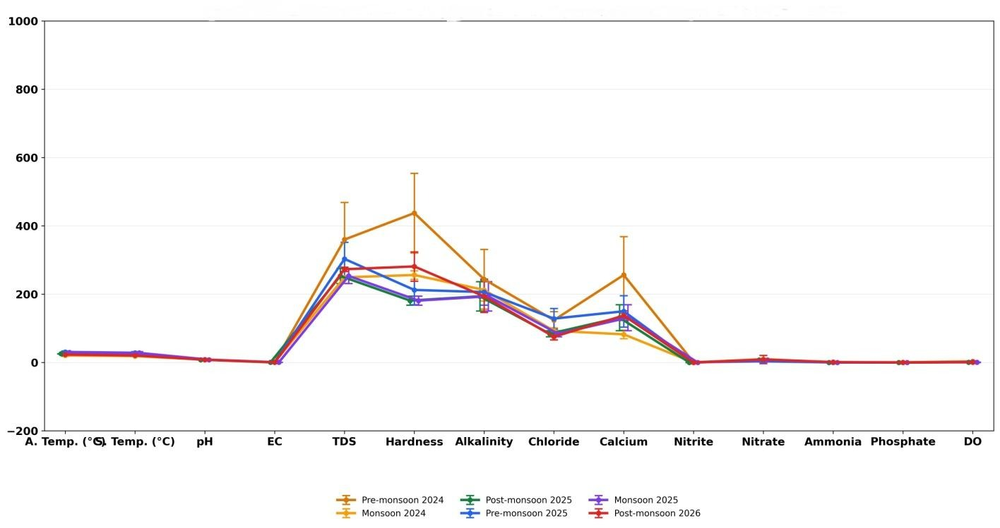 1000
800
600
400
200
0
−200
A. Temp. (°C) S. Temp. (°C) pH EC TDS Hardness Alkalinity Chloride Calcium Nitrite Nitrate Ammonia Phosphate DO
Pre-monsoon 2024 Post-monsoon 2025 Monsoon 2025
Monsoon 2024 Pre-monsoon 2025 Post-monsoon 2026